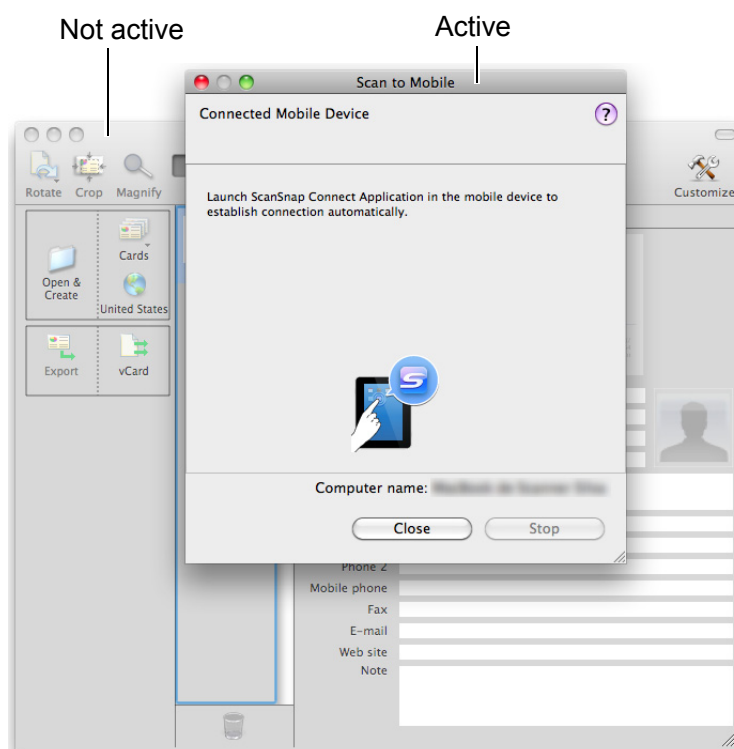 Not active
Active
Scan to Mobile
Connected Mobile Device
?
Rotate Crop Magnify
Customize
Launch ScanSnap Connect Application in the mobile device to
establish connection automatically.
Cards
Open &
Create
United States
Export
vCard
S
Computer name:
Close
Stop
Phone 2
Mobile phone
Fax
E-mail
Web site
Note